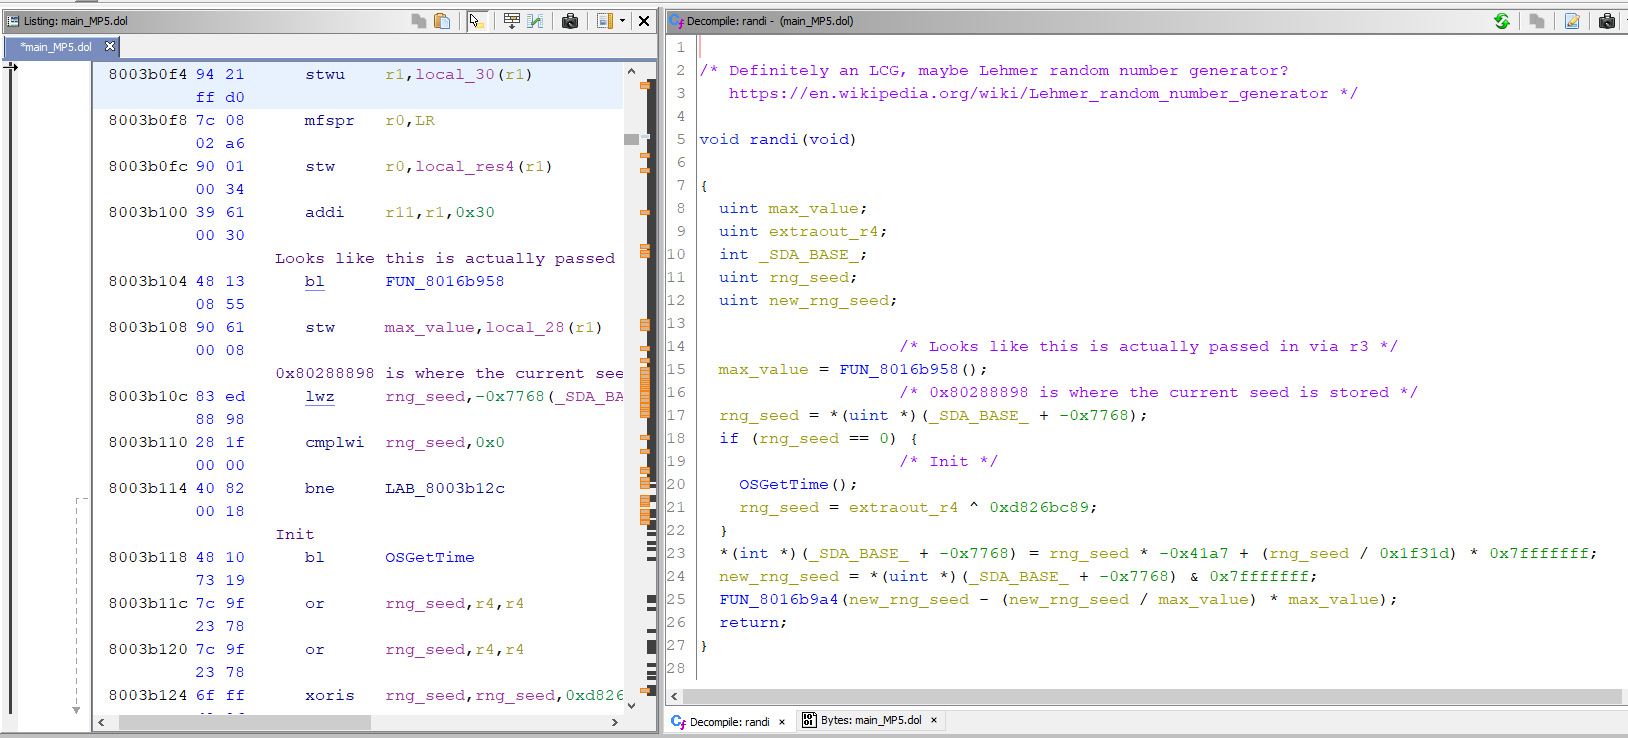 Listing: main_MP5.dol
*main_MP5.dol
8003b0f4 94 21 stwu r1,local_30(r1)
ff d0
8003b0f8 7c 08 mfspr r0,LR
02 a6
8003b0fc 90 01 stw r0,local_res4(r1)
00 34
8003b100 39 61 addi r11,r1,0x30
00 30
Looks like this is actually passed
8003b104 48 13 bl FUN_8016b958
08 55
8003b108 90 61 stw max_value,local_28(r1)
00 08
0x80288898 is where the current see
8003b10c 83 ed lwz rng_seed,-0x7768(_SDA_BA
88 98
8003b110 28 1f cmplwi rng_seed,0x0
00 00
8003b114 40 82 bne LAB_8003b12c
00 18
Init
8003b118 48 10 bl OSGetTime
73 19
8003b11c 7c 9f or rng_seed,r4,r4
23 78
8003b120 7c 9f or rng_seed,r4,r4
23 78
8003b124 6f ff xoris rng_seed,rng_seed,0xd826
Decompile: randi - (main_MP5.dol)
1
2 /* Definitely an LCG, maybe Lehmer random number generator?
3 https://en.wikipedia.org/wiki/Lehmer_random_number_generator */
4
5 void randi(void)
6
7 {
8 uint max_value;
9 uint extraout_r4;
10 int _SDA_BASE_;
11 uint rng_seed;
12 uint new_rng_seed;
13
14 /* Looks like this is actually passed in via r3 */
15 max_value = FUN_8016b958();
16 /* 0x80288898 is where the current seed is stored */
17 rng_seed = *(uint *)(_SDA_BASE_ + -0x7768);
18 if (rng_seed == 0) {
19 /* Init */
20 OSGetTime();
21 rng_seed = extraout_r4 ^ 0xd826bc89;
22 }
23 *(int *)(_SDA_BASE_ + -0x7768) = rng_seed * -0x41a7 + (rng_seed / 0x1f31d) * 0x7fffffff;
24 new_rng_seed = *(uint *)(_SDA_BASE_ + -0x7768) & 0x7fffffff;
25 FUN_8016b9a4(new_rng_seed - (new_rng_seed / max_value) * max_value);
26 return;
27 }
28
Decompile: randi
Bytes: main_MP5.dol